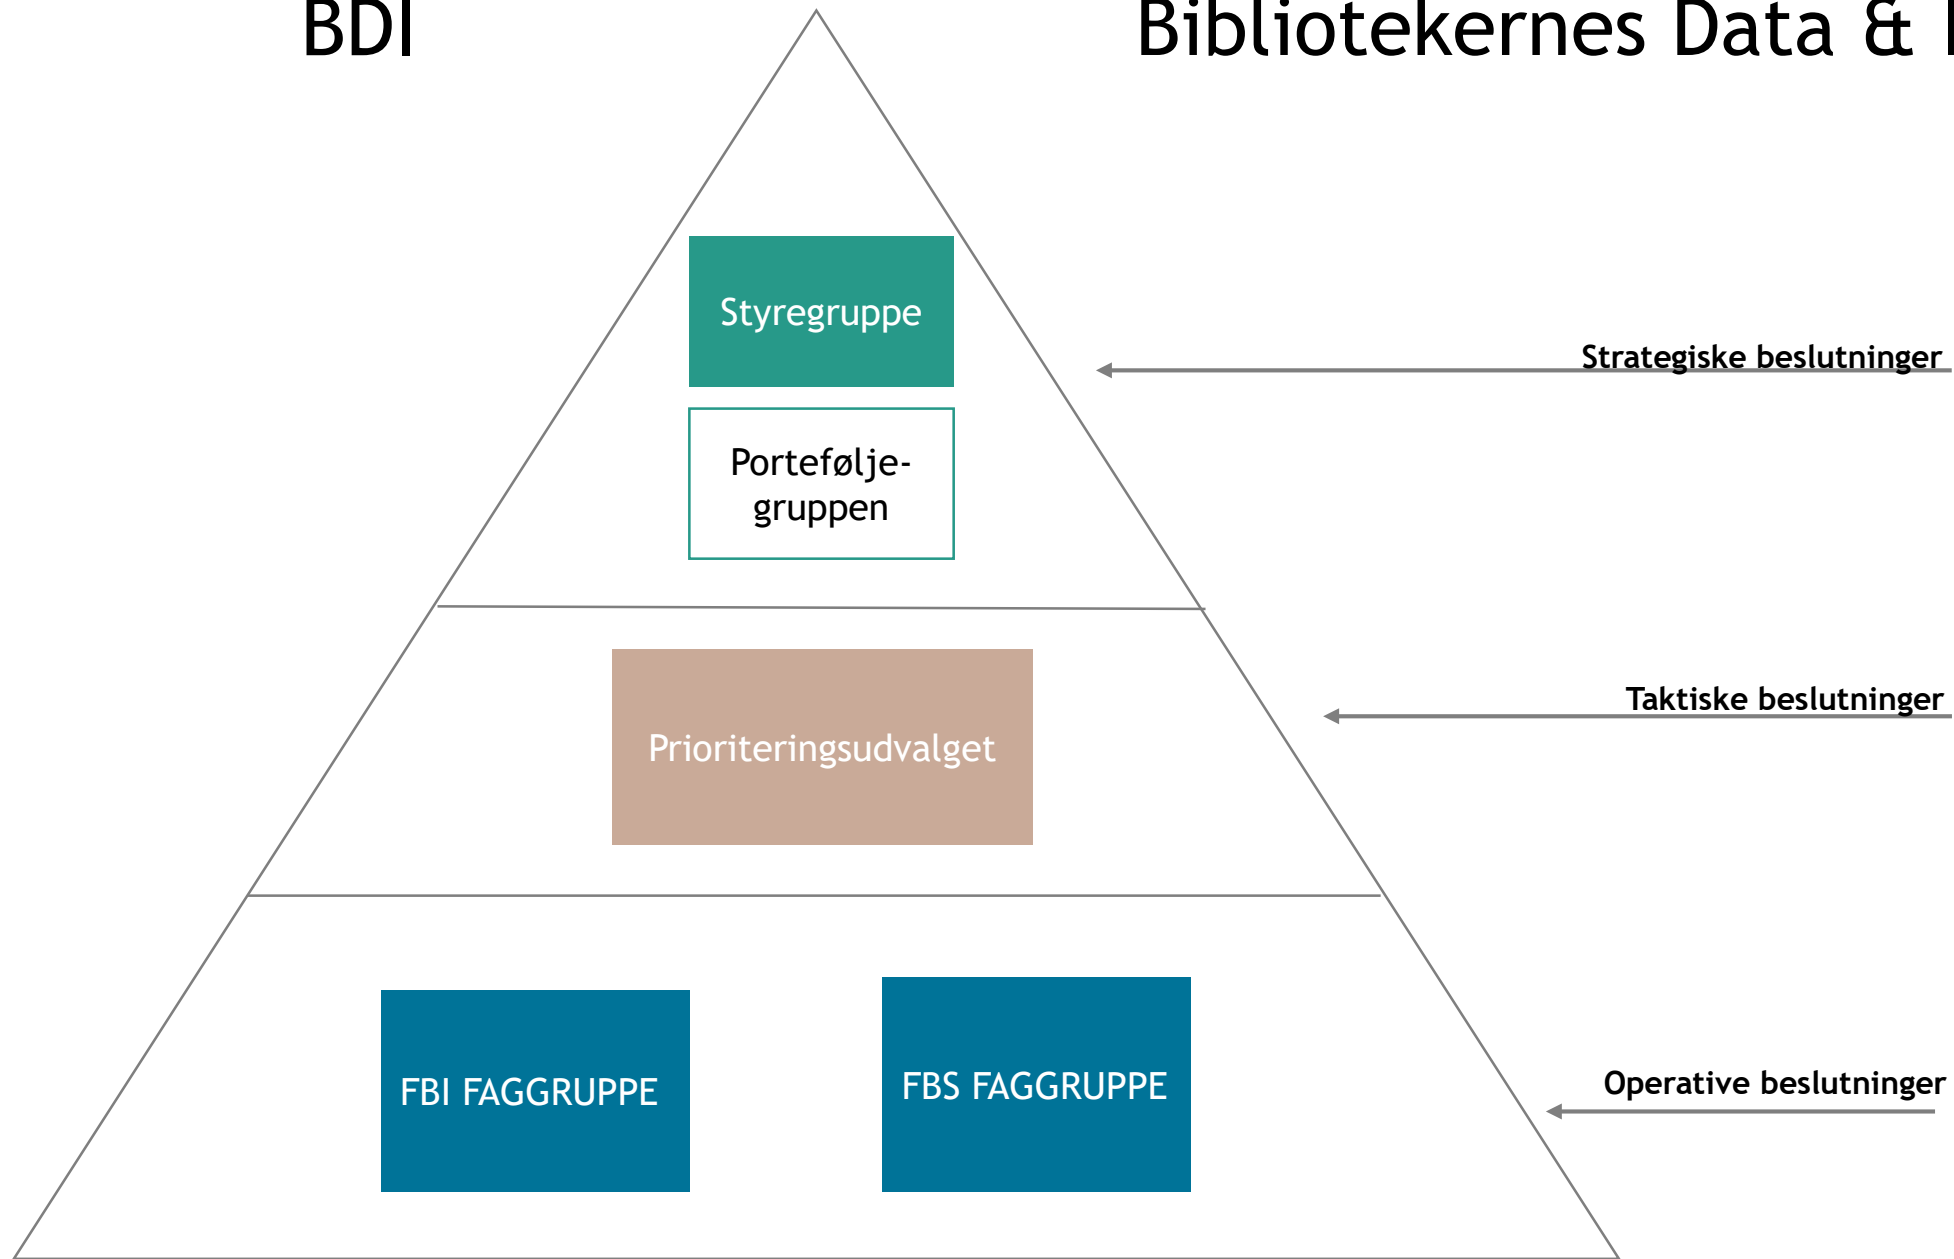 BDI
Bibliotekernes Data &
Styregruppe
Strategiske beslutninger
Portefølje-
gruppen
Taktiske beslutninger
Prioriteringsudvalget
FBI FAGGRUPPE
FBS FAGGRUPPE
Operative beslutninger